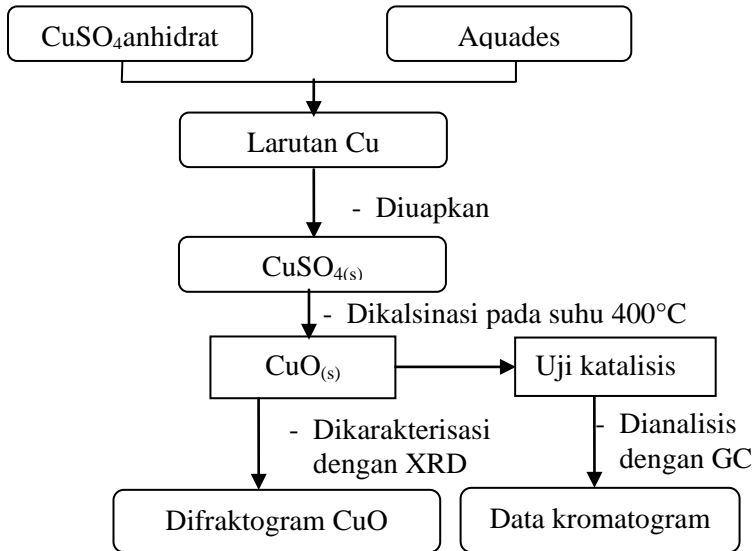 CuSO₄anhidrat
Aquades
Larutan Cu
- Diuapkan
CuSO₄₍ₛ₎
- Dikalsinasi pada suhu 400°C
CuO₍ₛ₎
Uji katalisis
- Dikarakterisasi
dengan XRD
- Dianalisis
dengan GC
Difraktogram CuO
Data kromatogram